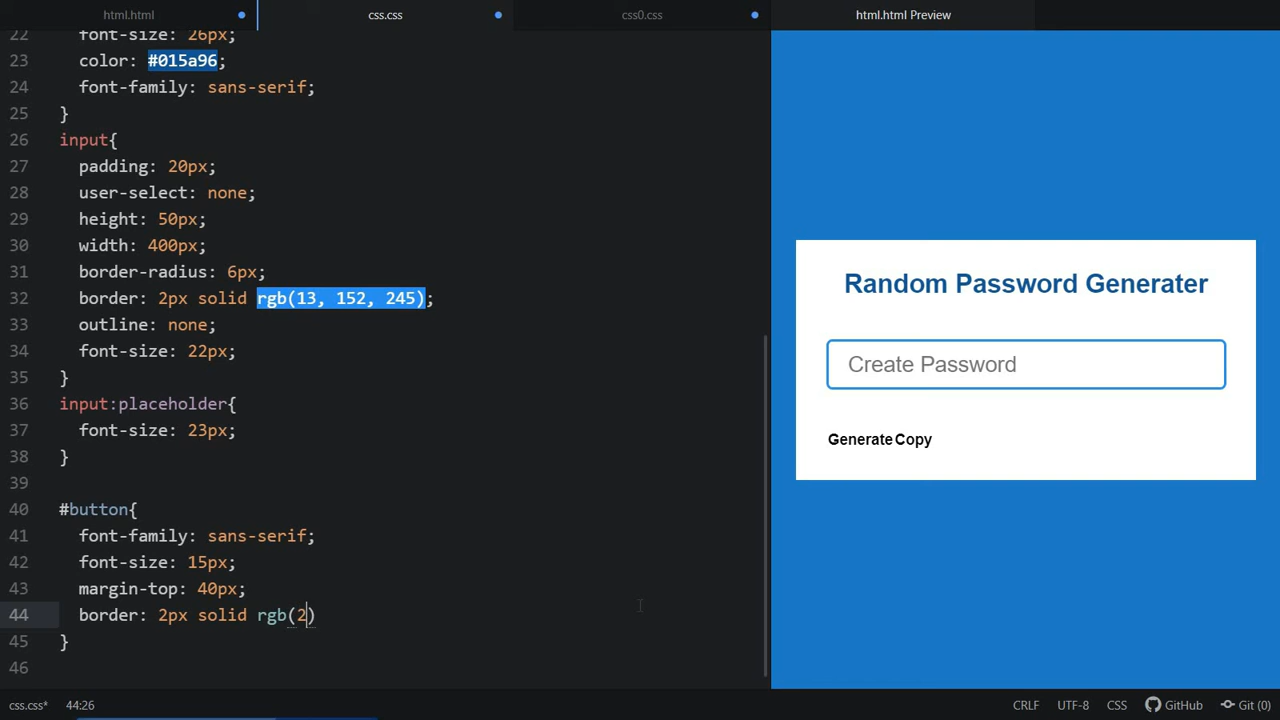 html.html css.css css0.css html.html Preview
22 font-size: 26px;
23 color: #015a96;
24 font-family: sans-serif;
25 }
26 input{
27 padding: 20px;
28 user-select: none;
29 height: 50px;
30 width: 400px;
31 border-radius: 6px;
32 border: 2px solid rgb(13, 152, 245);
33 outline: none;
34 font-size: 22px;
35 }
36 input:placeholder{
37 font-size: 23px;
38 }
39
40 #button{
41 font-family: sans-serif;
42 font-size: 15px;
43 margin-top: 40px;
44 border: 2px solid rgb(2)
45 }
46
Random Password Generater
Create Password
Generate Copy
css.css* 44:26 CRLF UTF-8 CSS GitHub Git (0)